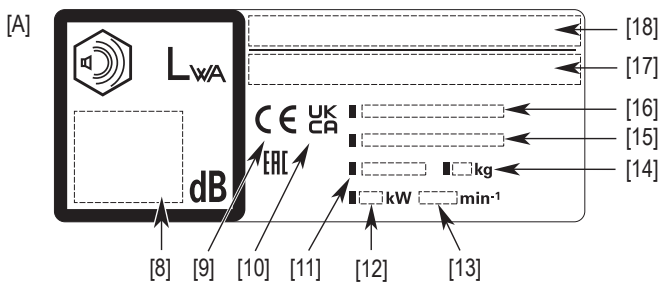 [A]
[18]
LWA
[17]
CE UK CA
[16]
[15]
EAC
kg
[14]
dB
kW
min-1
[8]
[9]
[10]
[11]
[12]
[13]